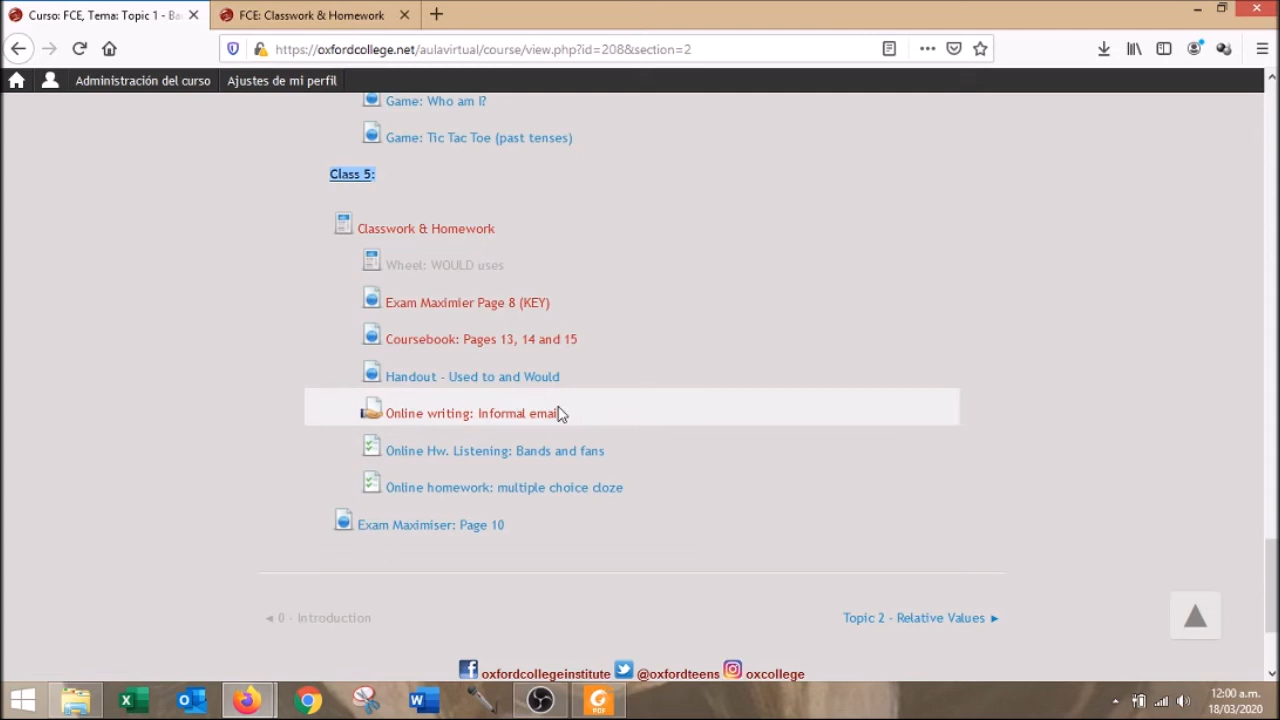 Curso: FCE, Tema: Topic 1 - Ba
FCE: Classwork & Homework
https://oxfordcollege.net/aulavirtual/course/view.php?id=208&section=2
Administración del curso
Ajustes de mi perfil
Game: Who am I?
Game: Tic Tac Toe (past tenses)
Class 5:
Classwork & Homework
Wheel: WOULD uses
Exam Maximier Page 8 (KEY)
Coursebook: Pages 13, 14 and 15
Handout - Used to and Would
Online writing: Informal email
Online Hw. Listening: Bands and fans
Online homework: multiple choice cloze
Exam Maximiser: Page 10
◄ 0 - Introduction
Topic 2 - Relative Values ►
oxfordcollegeinstitute @oxfordteens oxcollege
PDF
12:00 a.m.
18/03/2020